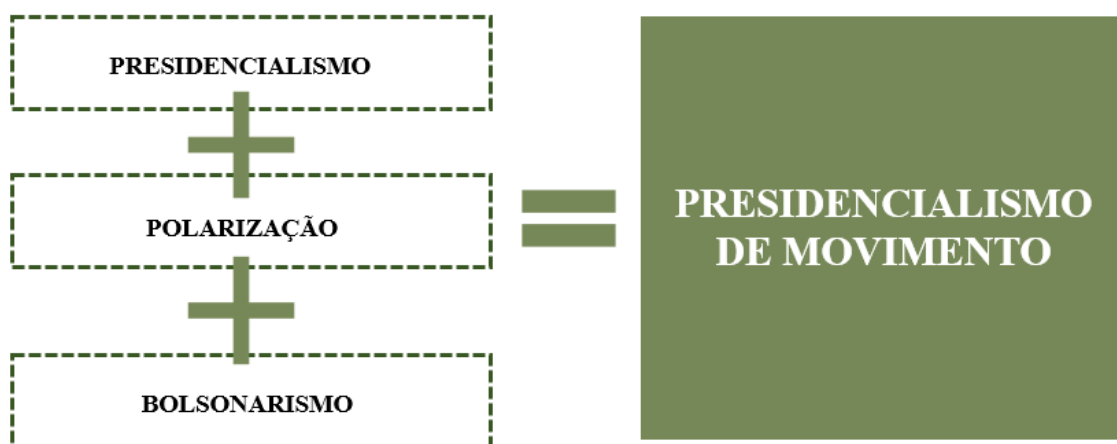 PRESIDENCIALISMO
POLARIZAÇÃO
BOLSONARISMO
PRESIDENCIALISMO
DE MOVIMENTO